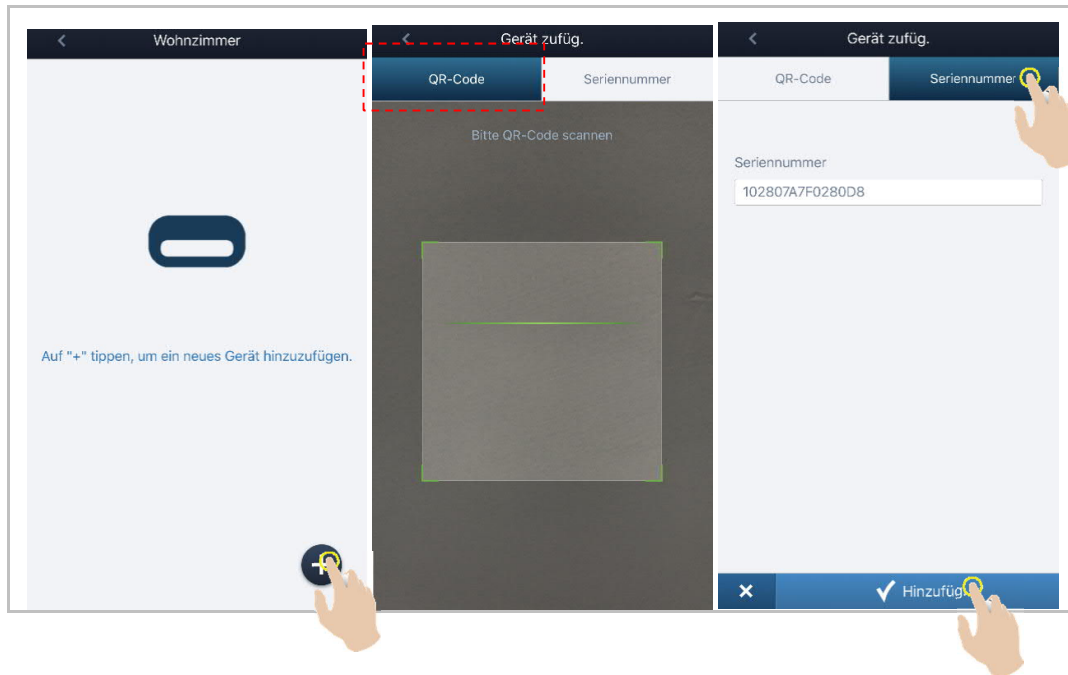 Wohnzimmer
Auf "+" tippen, um ein neues Gerät hinzuzufügen.
Gerät zufüg.
QR-Code
Seriennummer
Bitte QR-Code scannen
Gerät zufüg.
QR-Code
Seriennummer
Seriennummer
102807A7F0280D8
Hinzufüg